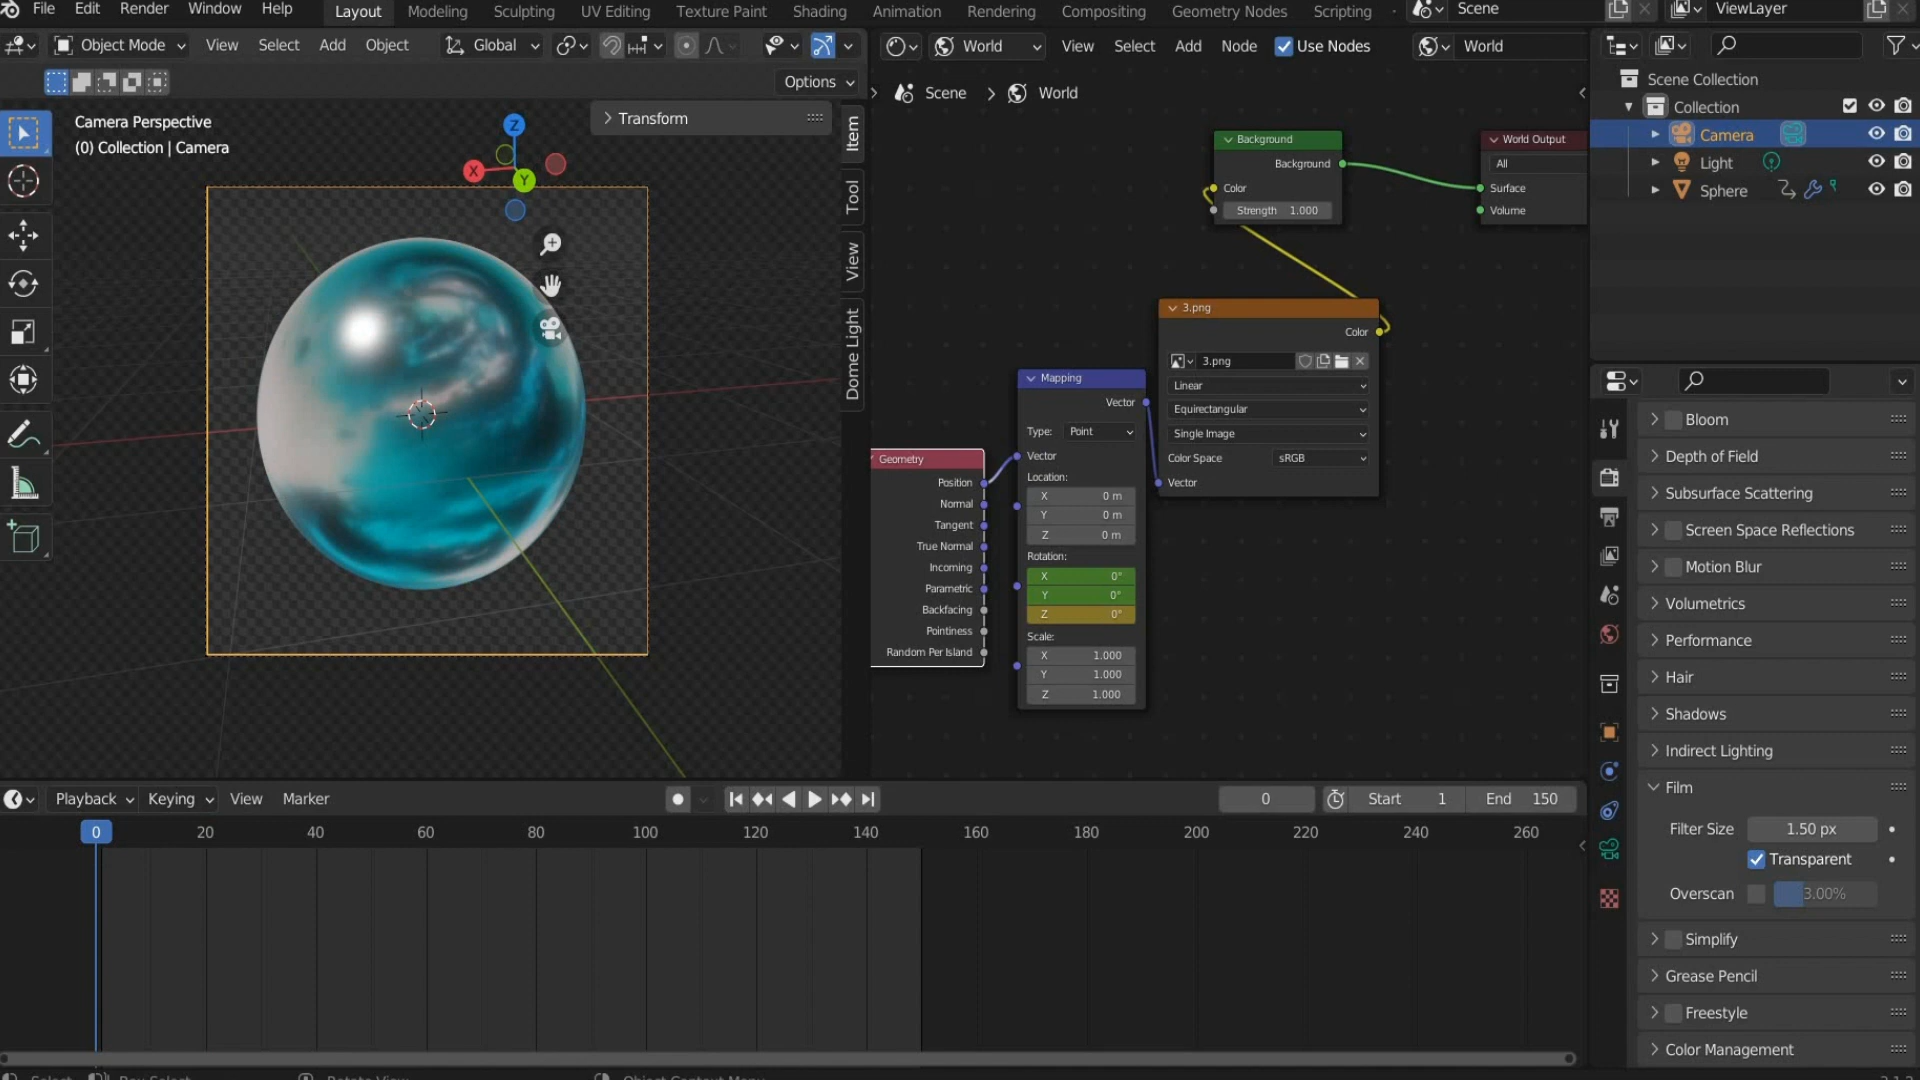 File Edit Render Window Help Layout Modeling Sculpting UV Editing Texture Paint Shading Animation Rendering Compositing Geometry Nodes Scripting Scene ViewLayer
Object Mode View Select Add Object Global
Options
Camera Perspective
(0) Collection | Camera
Transform
Item
Tool
View
Dome Light
X
Y
Z
World View Select Add Node Use Nodes World
Scene > World
Background
Background
Color
Strength 1.000
World Output
All
Surface
Volume
3.png
Color
3.png
Linear
Equirectangular
Single Image
Color Space sRGB
Vector
Mapping
Vector
Type: Point
Vector
Location:
X 0 m
Y 0 m
Z 0 m
Rotation:
X 0°
Y 0°
Z 0°
Scale:
X 1.000
Y 1.000
Z 1.000
Geometry
Position
Normal
Tangent
True Normal
Incoming
Parametric
Backfacing
Pointiness
Random Per Island
Scene Collection
Collection
Camera
Light
Sphere
Bloom
Depth of Field
Subsurface Scattering
Screen Space Reflections
Motion Blur
Volumetrics
Performance
Hair
Shadows
Indirect Lighting
Film
Filter Size 1.50 px
Transparent
Overscan 3.00%
Simplify
Grease Pencil
Freestyle
Color Management
Playback Keying View Marker 0 Start 1 End 150
0 20 40 60 80 100 120 140 160 180 200 220 240 260